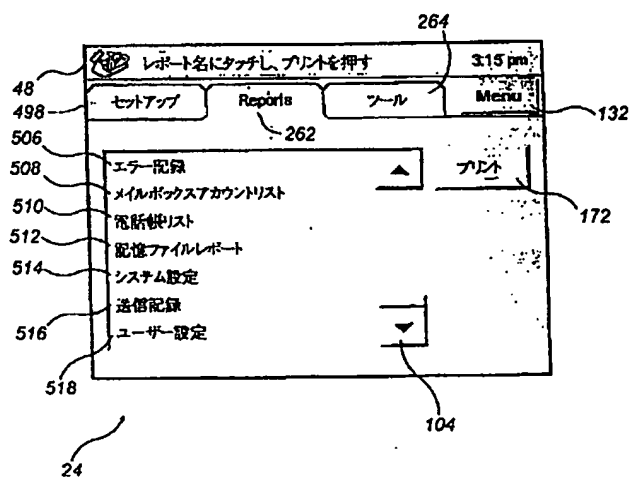 264
48
レポート名にタッチし、プリントを押す
3:15 pm
498
セットアップ
Reports
ツール
Menu
132
262
506
エラー記録
プリント
508
メイルボックスアカウントリスト
510
電話帳リスト
172
512
記憶ファイルレポート
514
システム設定
516
送信記録
518
ユーザー設定
104
24